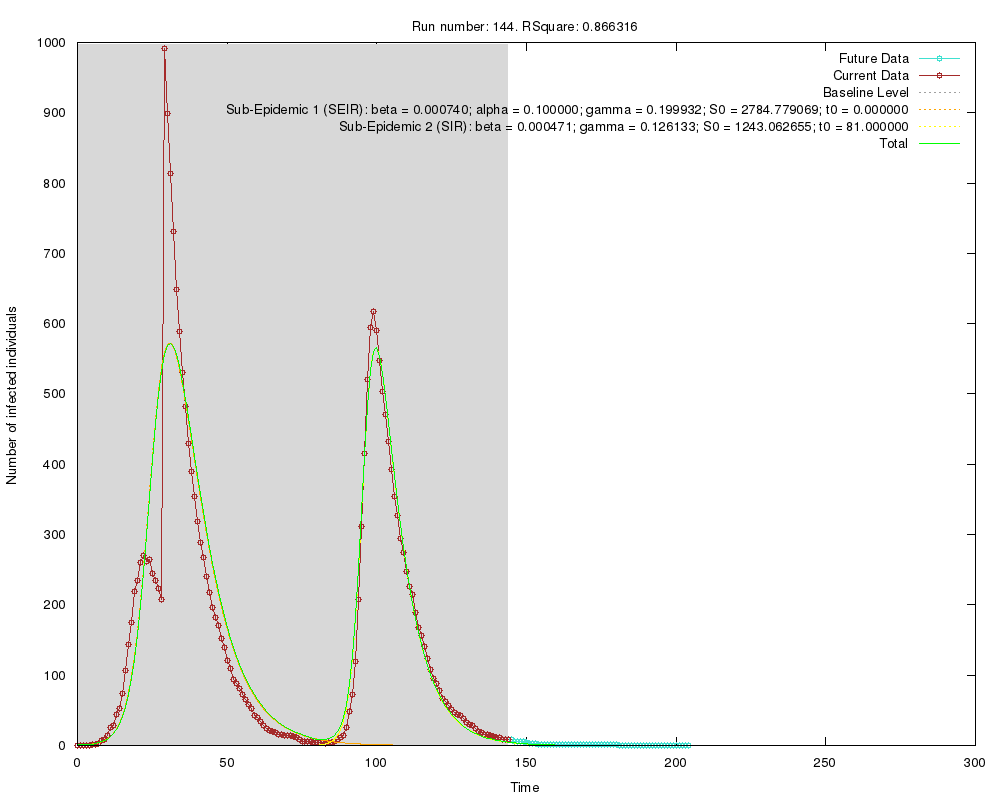 Run number: 144. RSquare: 0.866316
Future Data
Current Data
Baseline Level
Sub-Epidemic 1 (SEIR): beta = 0.000740; alpha = 0.100000; gamma = 0.199932; S0 = 2784.779069; t0 = 0.000000
Sub-Epidemic 2 (SIR): beta = 0.000471; gamma = 0.126133; S0 = 1243.062655; t0 = 81.000000
Total
Number of infected individuals
1000
900
800
700
600
500
400
300
200
100
0
0 50 100 150 200 250 300
Time